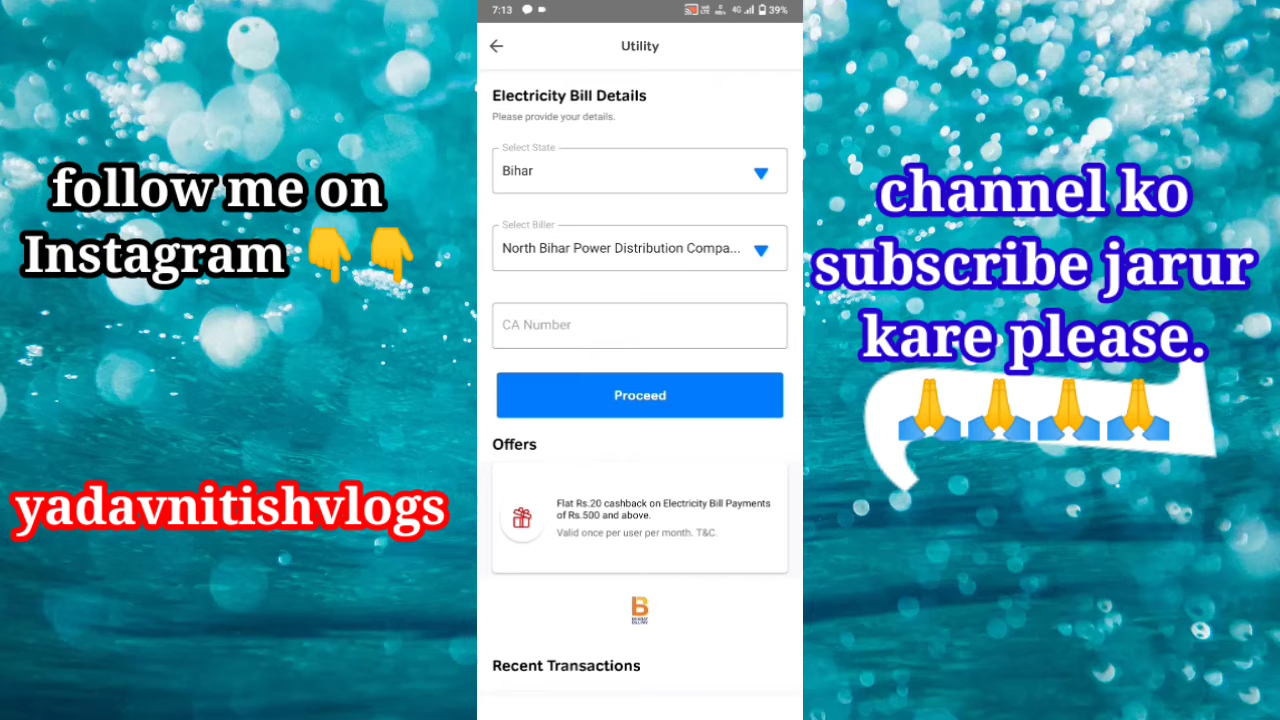 7:13
4G
39%
Utility
Electricity Bill Details
Please provide your details.
Select State
Bihar
Select Biller
North Bihar Power Distribution Compa...
CA Number
Proceed
Offers
Flat Rs.20 cashback on Electricity Bill Payments
of Rs.500 and above.
Valid once per user per month. T&C.
B
BHARAT
BILLPAY
Recent Transactions
follow me on
Instagram 👇👇
yadavnitishvlogs
channel ko
subscribe jarur
kare please.
🙏🙏🙏🙏